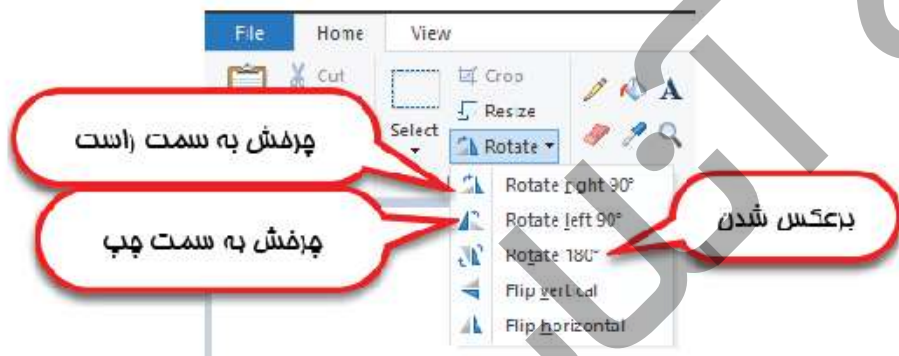 File Home View
Cut
Crop
Resize
Select
Rotate
A
Rotate right 90°
Rotate left 90°
Rotate 180°
Flip vertical
Flip horizontal
چرخش به سمت راست
چرخش به سمت چپ
برعکس شدن